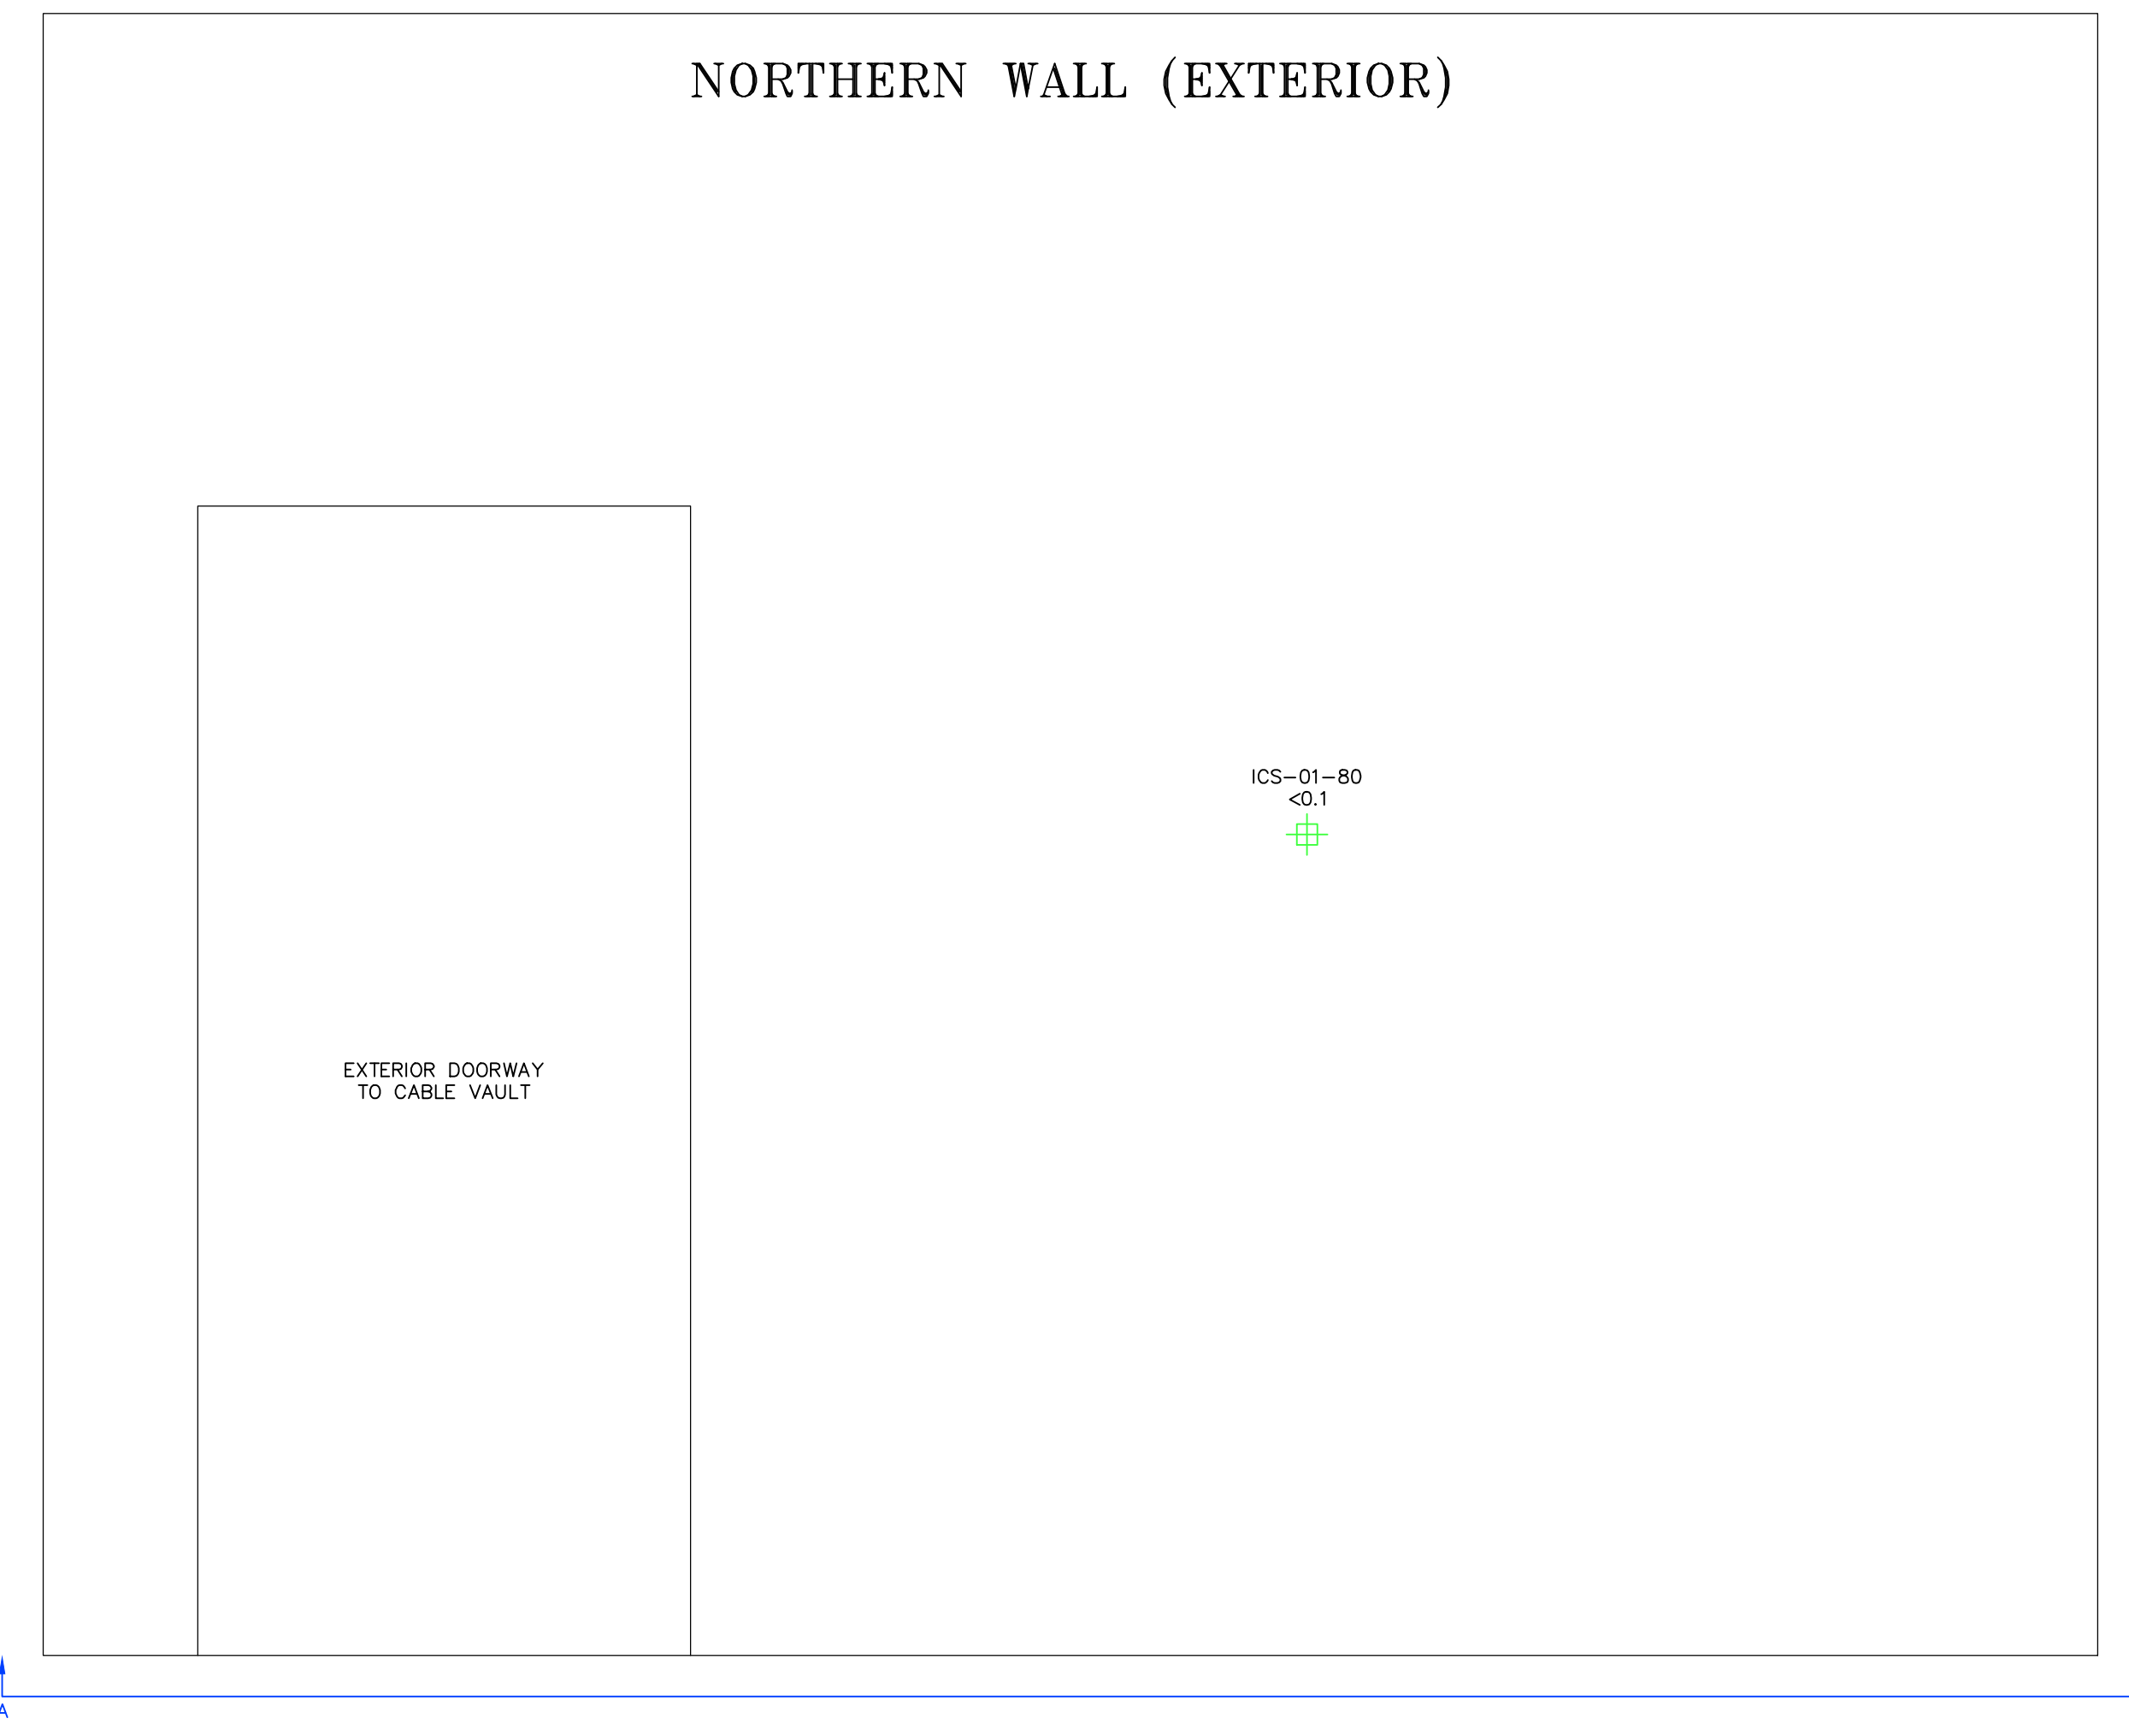 NORTHERN WALL (EXTERIOR)
ICS-01-80
<0.1
EXTERIOR DOORWAY
TO CABLE VAULT
A